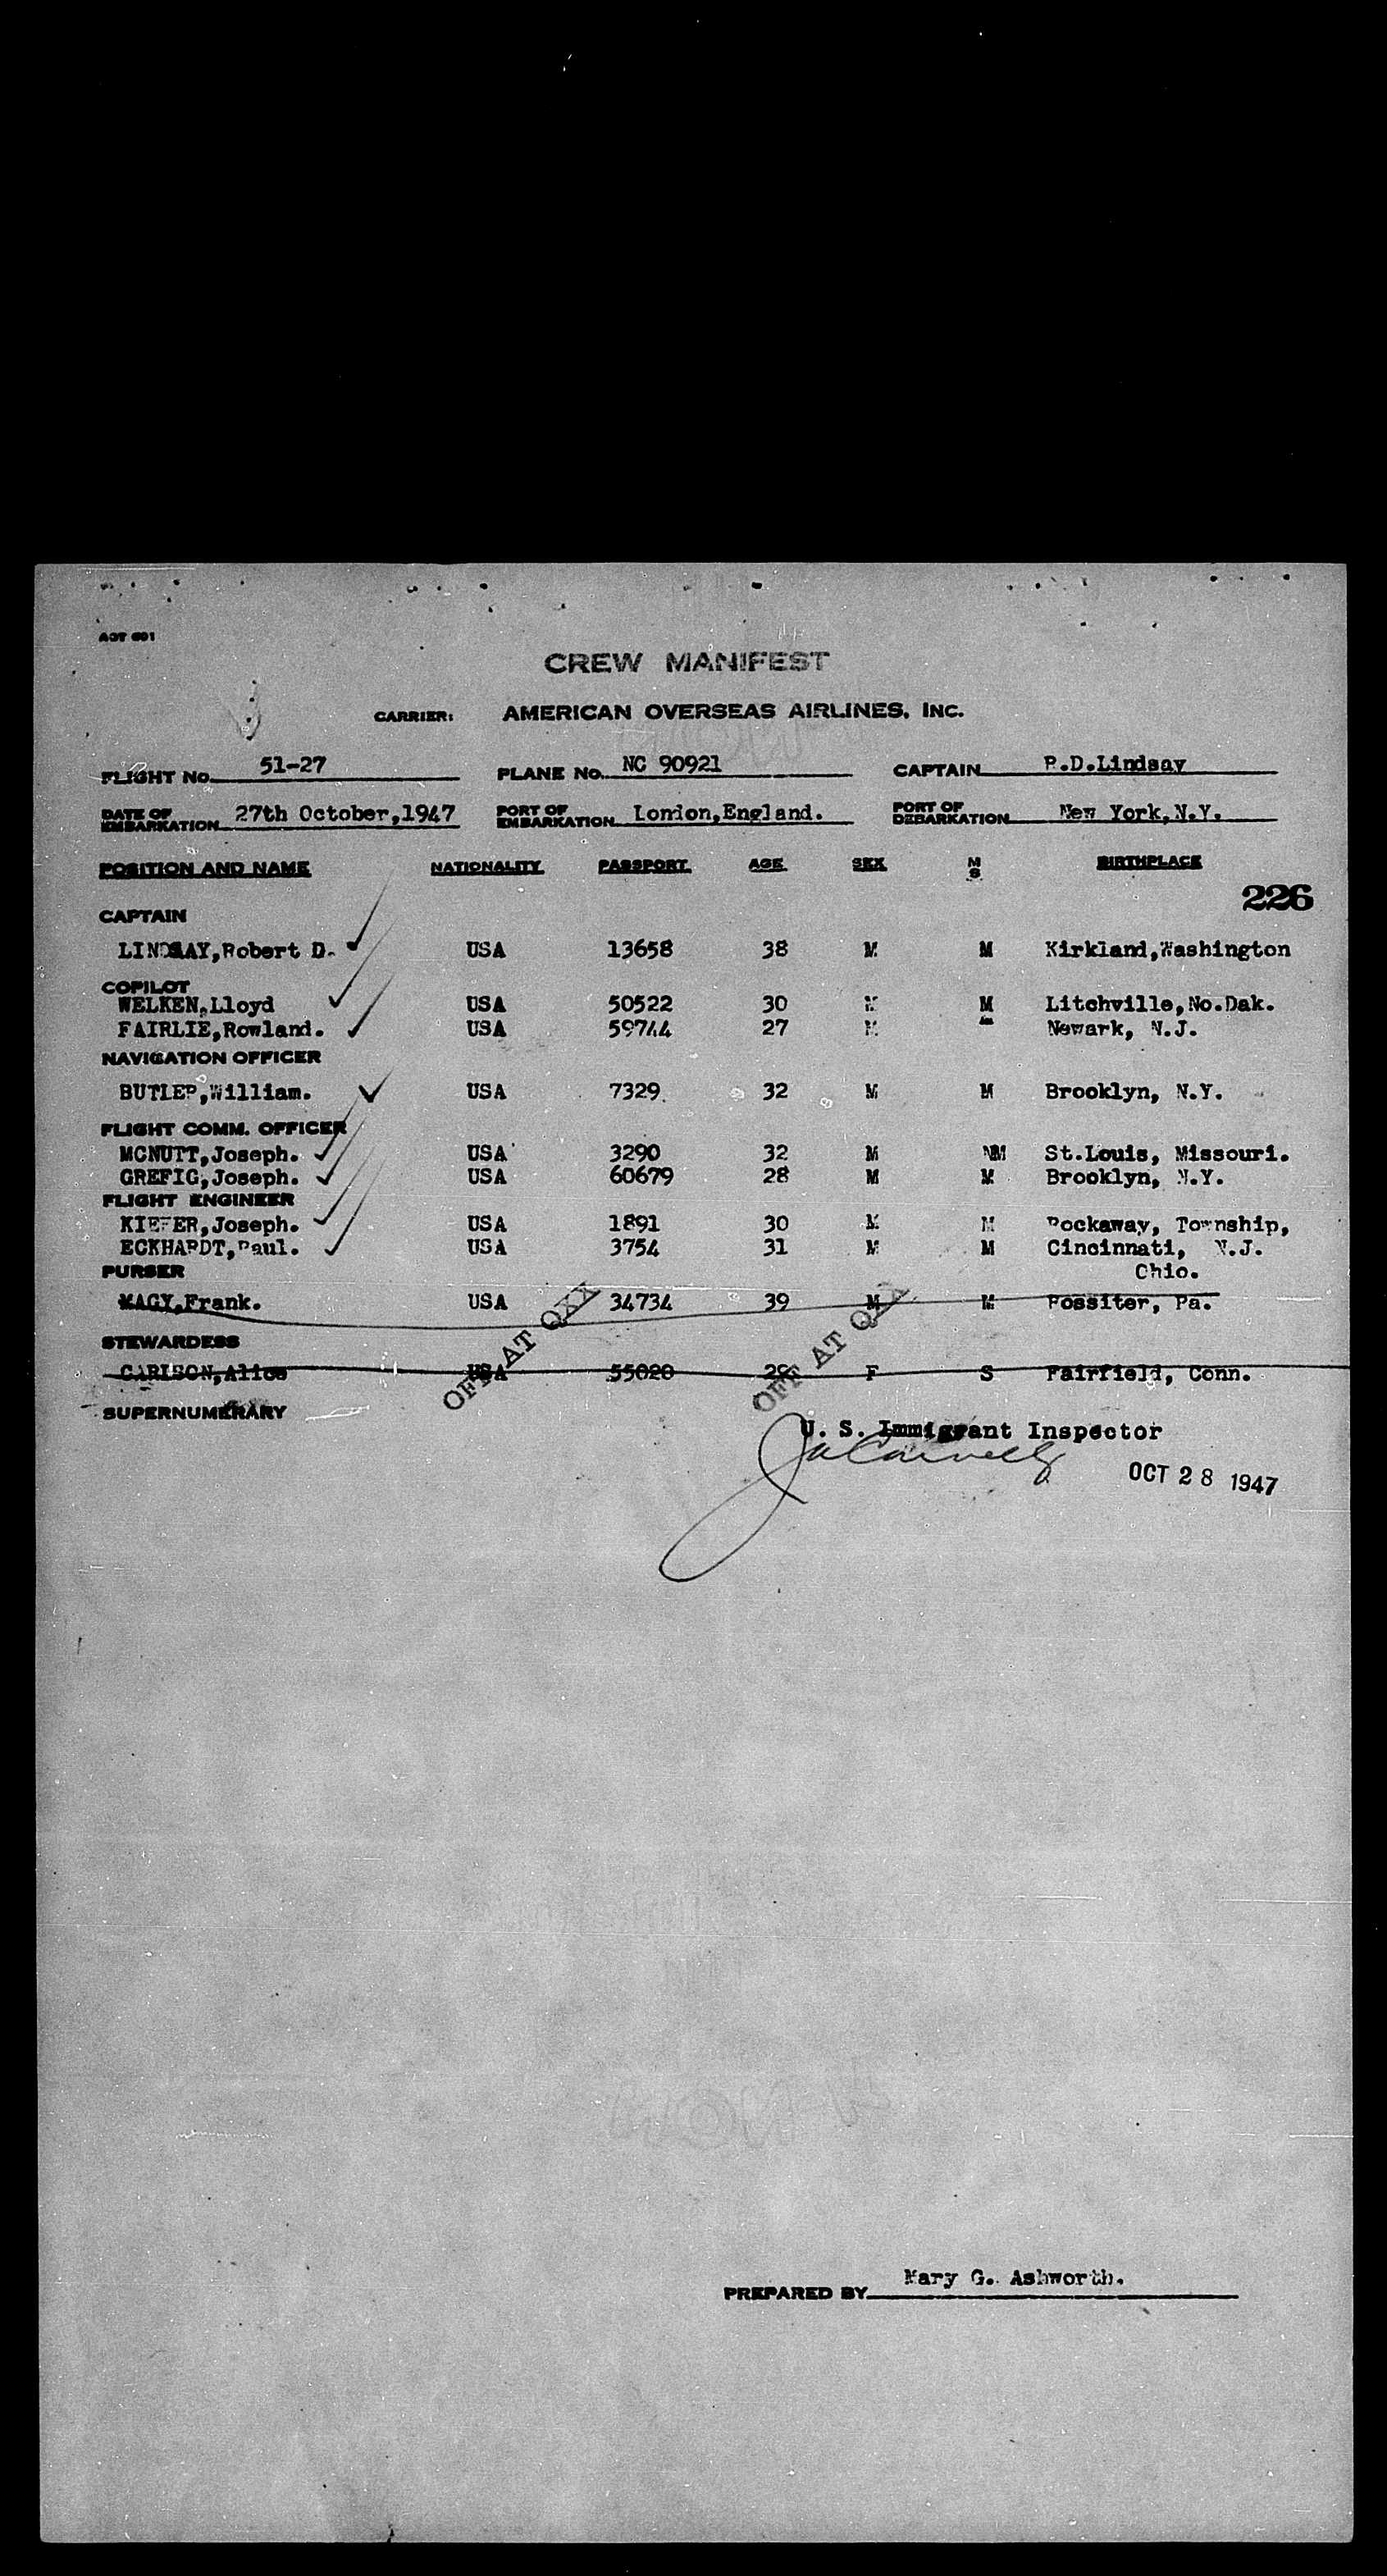 AOT 601
CREW MANIFEST
CARRIER: AMERICAN OVERSEAS AIRLINES, INC.
FLIGHT No. 51-27 PLANE No. NC 90921 CAPTAIN R.D.Lindsay
DATE OF EMBARKATION 27th October,1947 PORT OF EMBARKATION London,England. PORT OF DEBARKATION New York,N.Y.
POSITION AND NAME NATIONALITY PASSPORT AGE SEX M S BIRTHPLACE
226
CAPTAIN
LINDSAY,Robert D. USA 13658 38 M M Kirkland,Washington
COPILOT
WELKEN,Lloyd USA 50522 30 M M Litchville,No.Dak.
FAIRLIE,Rowland. USA 59744 27 M M Newark, N.J.
NAVIGATION OFFICER
BUTLER,William. USA 7329 32 M M Brooklyn, N.Y.
FLIGHT COMM. OFFICER
MCNUTT,Joseph. USA 3290 32 M M St.Louis, Missouri.
GREFIG,Joseph. USA 60679 28 M M Brooklyn, N.Y.
FLIGHT ENGINEER
KIEFER,Joseph. USA 1891 30 M M Rockaway, Township,
ECKHARDT,Paul. USA 3754 31 M M Cincinnati, N.J.
PURSER Ohio.
KAGY,Frank. USA 34734 39 M M Rossiter, Pa.
OFF AT QXX OFF AT QXX
STEWARDESS
CARLSON,Alice USA 55020 29 F S Fairfield, Conn.
SUPERNUMERARY
U. S. Immigrant Inspector
OCT 28 1947
PREPARED BY Mary G. Ashworth.